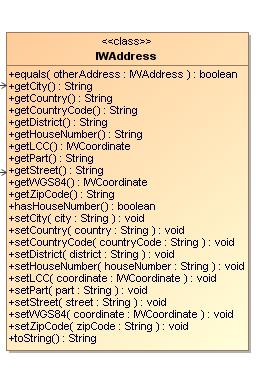 <<class>>
IWAddress
+equals( otherAddress : IWAddress ) : boolean
+getCity() : String
+getCountry() : String
+getCountryCode() : String
+getDistrict() : String
+getHouseNumber() : String
+getLCC() : IWCoordinate
+getPart() : String
+getStreet() : String
+getWGS84() : IWCoordinate
+getZipCode() : String
+hasHouseNumber() : boolean
+setCity( city : String ) : void
+setCountry( country : String ) : void
+setCountryCode( countryCode : String ) : void
+setDistrict( district : String ) : void
+setHouseNumber( houseNumber : String ) : void
+setLCC( coordinate : IWCoordinate ) : void
+setPart( part : String ) : void
+setStreet( street : String ) : void
+setWGS84( coordinate : IWCoordinate ) : void
+setZipCode( zipCode : String ) : void
+toString() : String